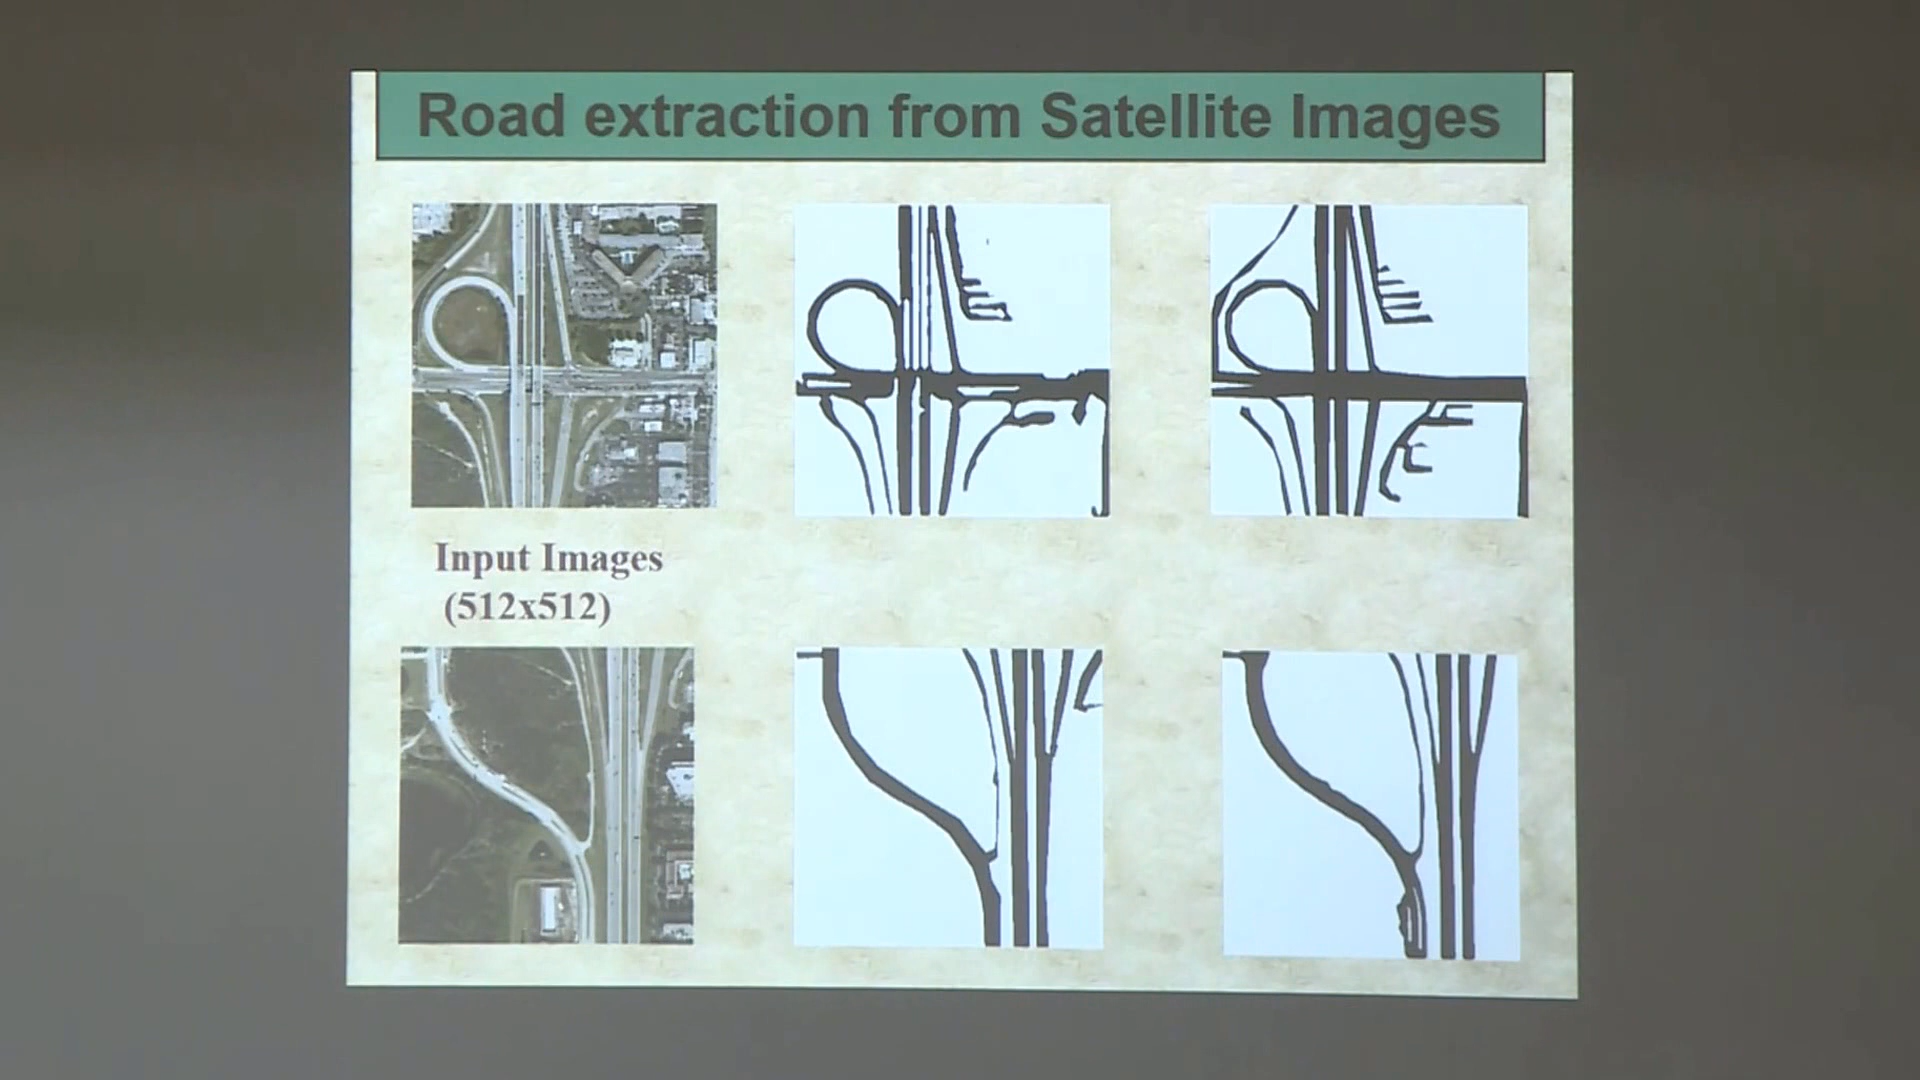 Road extraction from Satellite Images
Input Images
(512x512)